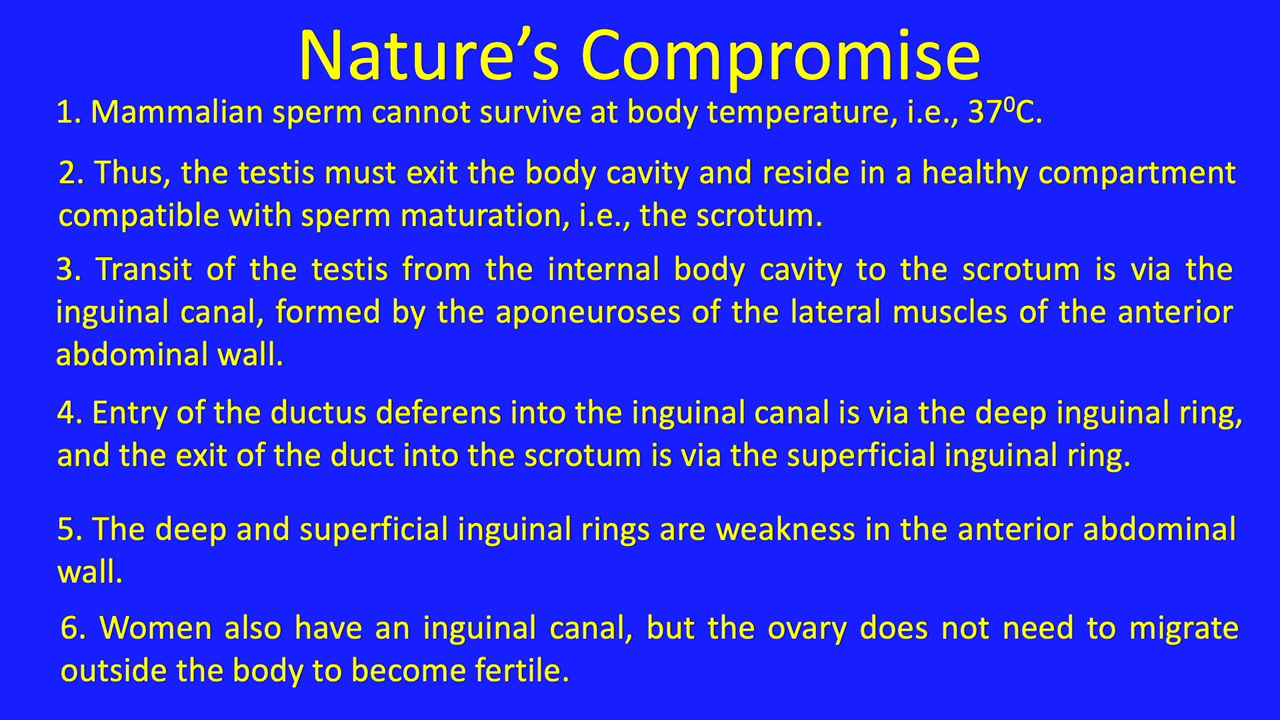 Nature’s Compromise
1. Mammalian sperm cannot survive at body temperature, i.e., 37⁰C.
2. Thus, the testis must exit the body cavity and reside in a healthy compartment
compatible with sperm maturation, i.e., the scrotum.
3. Transit of the testis from the internal body cavity to the scrotum is via the
inguinal canal, formed by the aponeuroses of the lateral muscles of the anterior
abdominal wall.
4. Entry of the ductus deferens into the inguinal canal is via the deep inguinal ring,
and the exit of the duct into the scrotum is via the superficial inguinal ring.
5. The deep and superficial inguinal rings are weakness in the anterior abdominal
wall.
6. Women also have an inguinal canal, but the ovary does not need to migrate
outside the body to become fertile.